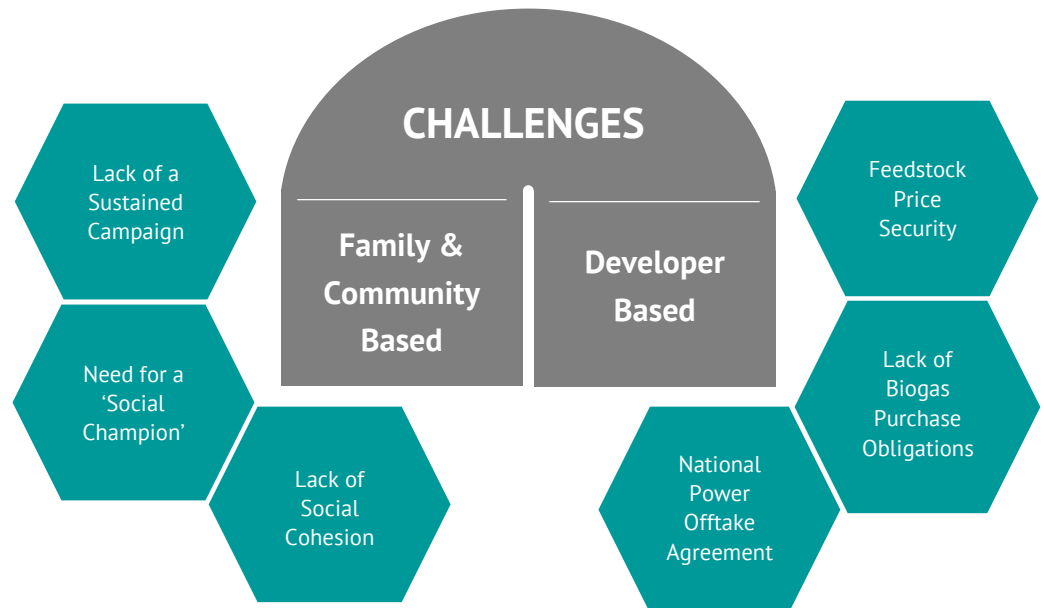 CHALLENGES
Family &
Community
Based
Developer
Based
Lack of a
Sustained
Campaign
Need for a
‘Social
Champion’
Lack of
Social
Cohesion
Feedstock
Price
Security
Lack of
Biogas
Purchase
Obligations
National
Power
Offtake
Agreement